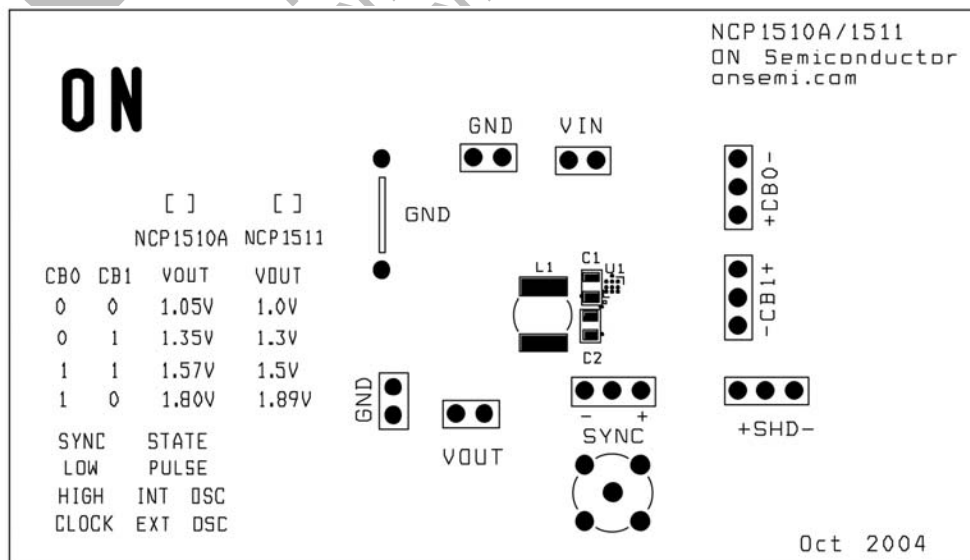 NCP1510A/1511
ON Semiconductor
onsemi.com
ON
GND VIN
+CB0-
GND
[ ] [ ]
NCP1510A NCP1511
CB0 CB1 VOUT VOUT
0 0 1.05V 1.0V
0 1 1.35V 1.3V
1 1 1.57V 1.5V
1 0 1.80V 1.89V
L1
C1
U1
C2
-CB1+
GND
VOUT
- +
SYNC
+SHD-
SYNC STATE
LOW PULSE
HIGH INT OSC
CLOCK EXT OSC
Oct 2004